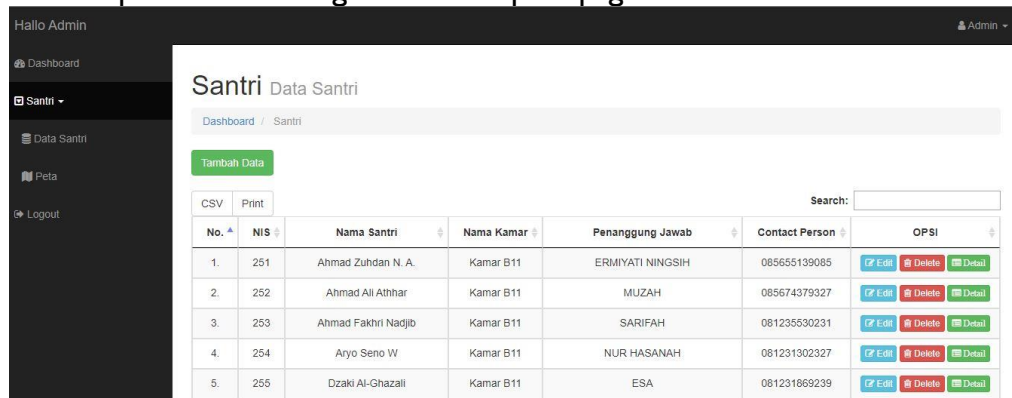 Hallo Admin
Admin
Dashboard
Santri
Data Santri
Peta
Logout
Santri Data Santri
Dashboard / Santri
Tambah Data
CSV Print
Search:
No. NIS Nama Santri Nama Kamar Penanggung Jawab Contact Person OPSI
1. 251 Ahmad Zuhdan N. A. Kamar B11 ERMIYATI NINGSIH 085655139085 Edit Delete Detail
2. 252 Ahmad Ali Athhar Kamar B11 MUZAH 085674379327 Edit Delete Detail
3. 253 Ahmad Fakhri Nadjib Kamar B11 SARIFAH 081235530231 Edit Delete Detail
4. 254 Aryo Seno W Kamar B11 NUR HASANAH 081231302327 Edit Delete Detail
5. 255 Dzaki Al-Ghazali Kamar B11 ESA 081231869239 Edit Delete Detail